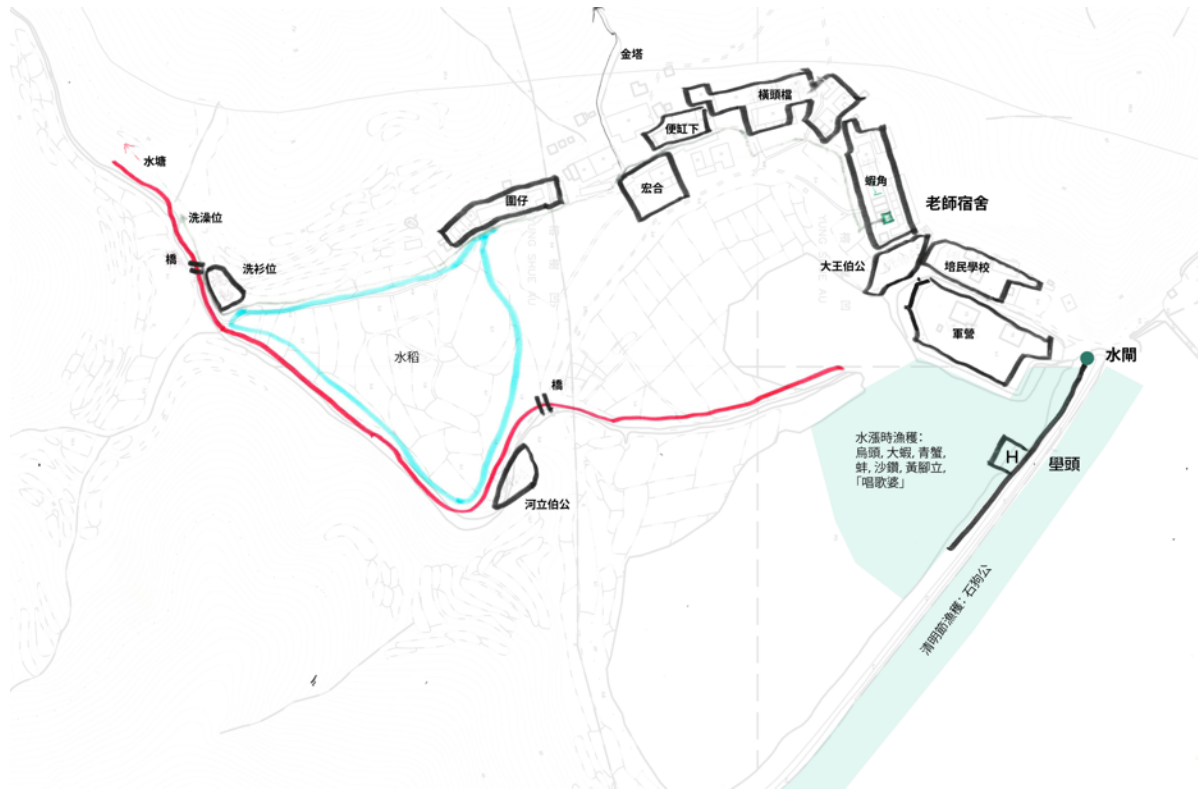 金塔
橫頭檔
便缸下
水塘
宏合
蝦角
圍仔
老師宿舍
洗澡位
橋
洗衫位
大王伯公
培民學校
軍營
水閘
水稻
橋
水漲時漁穫：
烏頭, 大蝦, 青蟹,
蚌, 沙鑽, 黃腳立,
「唱歌婆」
H
壆頭
河立伯公
清明節漁穫：石狗公